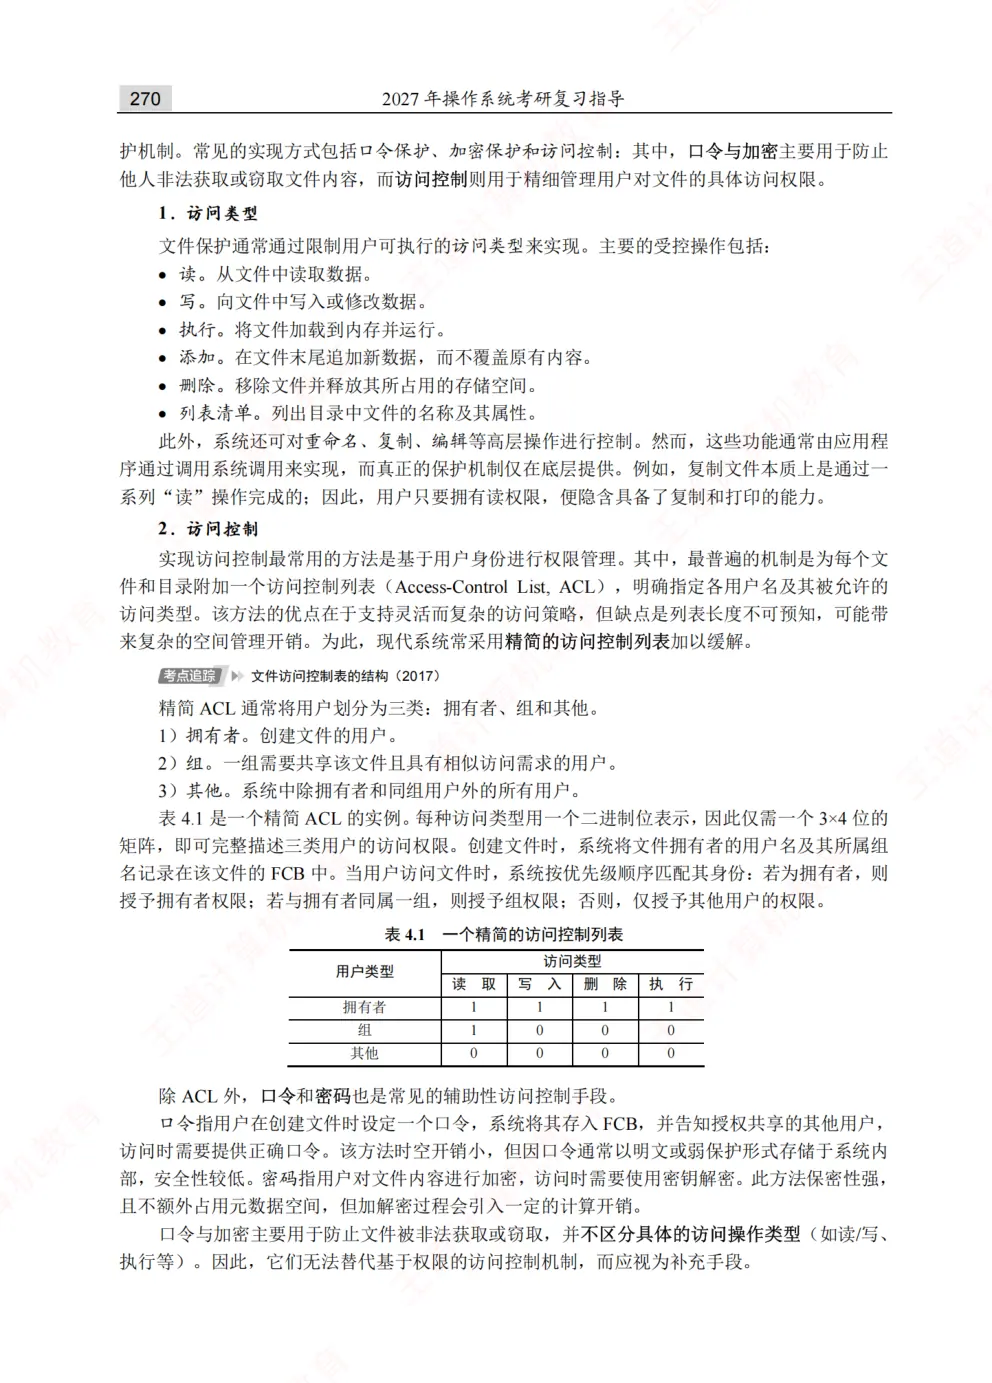 270
2027 年操作系统考研复习指导
护机制。常见的实现方式包括口令保护、加密保护和访问控制：其中，口令与加密主要用于防止
他人非法获取或窃取文件内容，而访问控制则用于精细管理用户对文件的具体访问权限。
1．访问类型
文件保护通常通过限制用户可执行的访问类型来实现。主要的受控操作包括：
● 读。从文件中读取数据。
● 写。向文件中写入或修改数据。
● 执行。将文件加载到内存并运行。
● 添加。在文件末尾追加新数据，而不覆盖原有内容。
● 删除。移除文件并释放其所占用的存储空间。
● 列表清单。列出目录中文件的名称及其属性。
此外，系统还可对重命名、复制、编辑等高层操作进行控制。然而，这些功能通常由应用程
序通过调用系统调用来实现，而真正的保护机制仅在底层提供。例如，复制文件本质上是通过一
系列“读”操作完成的；因此，用户只要拥有读权限，便隐含具备了复制和打印的能力。
2．访问控制
实现访问控制最常用的方法是基于用户身份进行权限管理。其中，最普遍的机制是为每个文
件和目录附加一个访问控制列表（Access-Control List, ACL），明确指定各用户名及其被允许的
访问类型。该方法的优点在于支持灵活而复杂的访问策略，但缺点是列表长度不可预知，可能带
来复杂的空间管理开销。为此，现代系统常采用精简的访问控制列表加以缓解。
考点追踪 文件访问控制表的结构（2017）
精简 ACL 通常将用户划分为三类：拥有者、组和其他。
1）拥有者。创建文件的用户。
2）组。一组需要共享该文件且具有相似访问需求的用户。
3）其他。系统中除拥有者和同组用户外的所有用户。
表 4.1 是一个精简 ACL 的实例。每种访问类型用一个二进制位表示，因此仅需一个 3×4 位的
矩阵，即可完整描述三类用户的访问权限。创建文件时，系统将文件拥有者的用户名及其所属组
名记录在该文件的 FCB 中。当用户访问文件时，系统按优先级顺序匹配其身份：若为拥有者，则
授予拥有者权限；若与拥有者同属一组，则授予组权限；否则，仅授予其他用户的权限。
表 4.1 一个精简的访问控制列表
用户类型 访问类型
读 取 写 入 删 除 执 行
拥有者 1 1 1 1
组 1 0 0 0
其他 0 0 0 0
除 ACL 外，口令和密码也是常见的辅助性访问控制手段。
口令指用户在创建文件时设定一个口令，系统将其存入 FCB，并告知授权共享的其他用户，
访问时需要提供正确口令。该方法时空开销小，但因口令通常以明文或弱保护形式存储于系统内
部，安全性较低。密码指用户对文件内容进行加密，访问时需要使用密钥解密。此方法保密性强，
且不额外占用元数据空间，但加解密过程会引入一定的计算开销。
口令与加密主要用于防止文件被非法获取或窃取，并不区分具体的访问操作类型（如读/写、
执行等）。因此，它们无法替代基于权限的访问控制机制，而应视为补充手段。